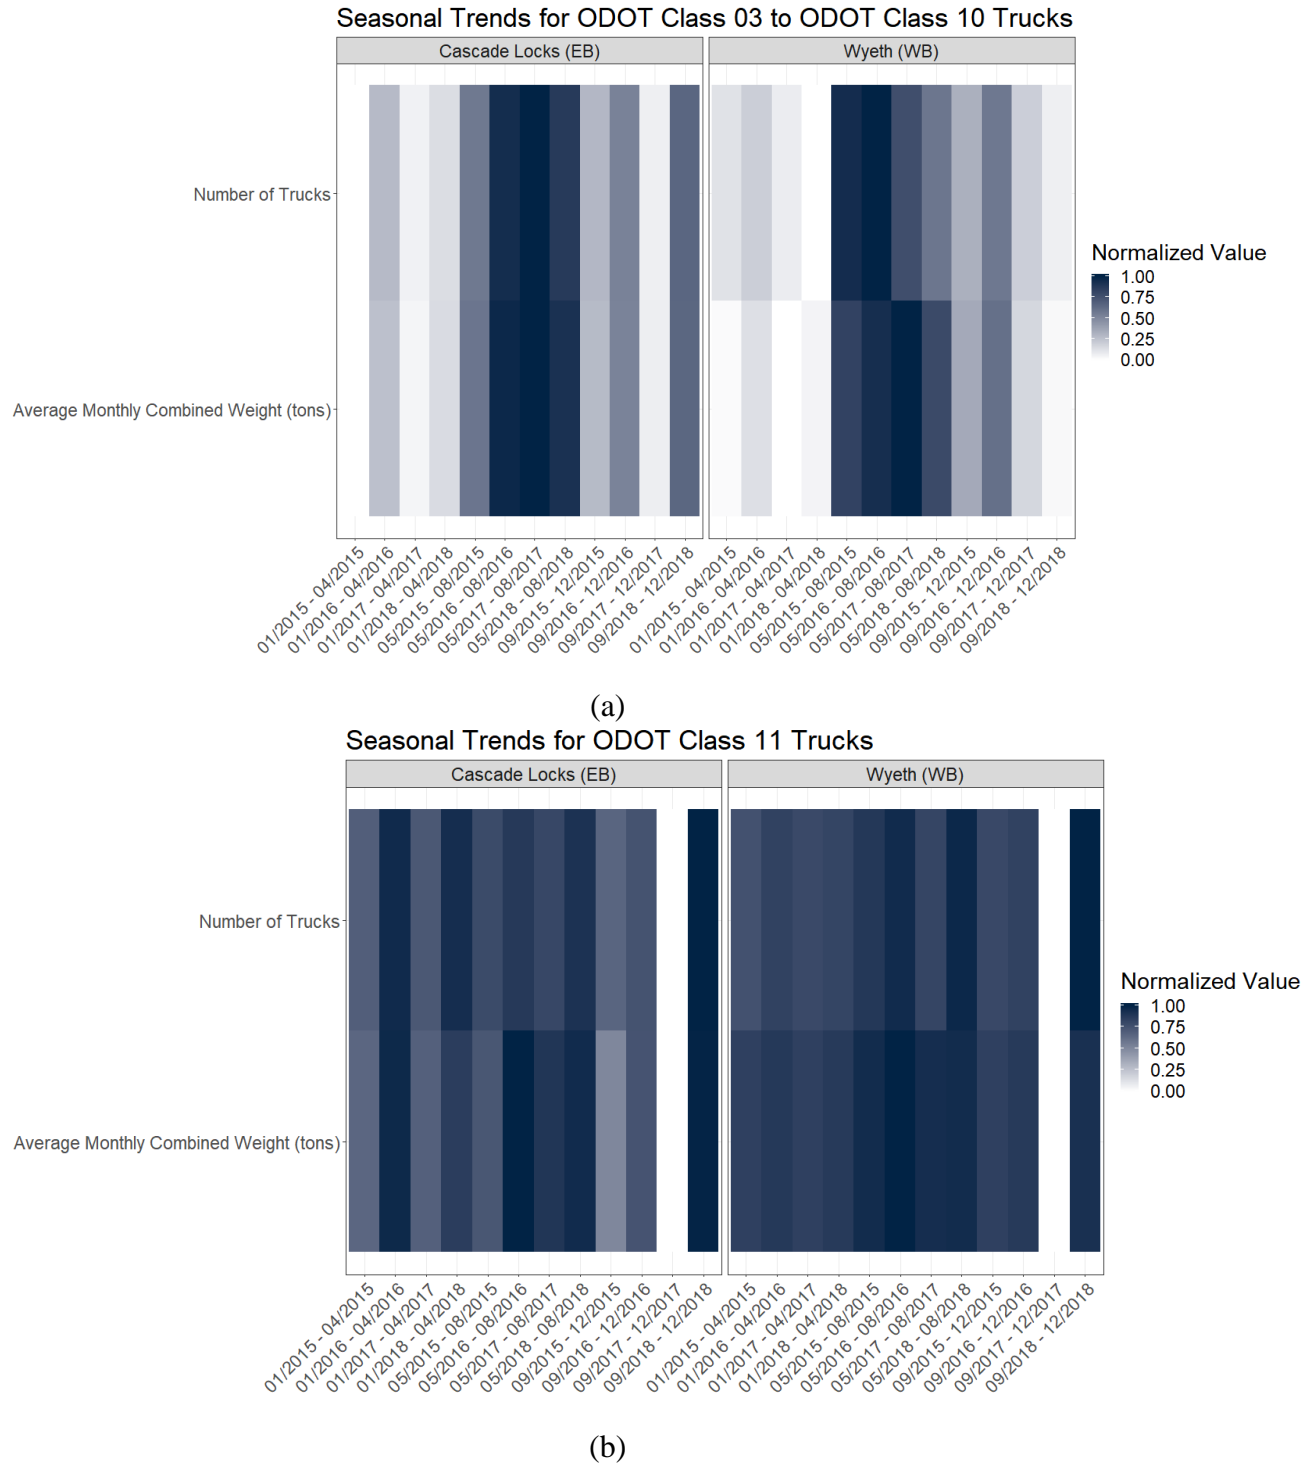 Seasonal Trends for ODOT Class 03 to ODOT Class 10 Trucks
Cascade Locks (EB)
Wyeth (WB)
Number of Trucks
Average Monthly Combined Weight (tons)
Normalized Value
1.00
0.75
0.50
0.25
0.00
01/2015 - 04/2015
01/2016 - 04/2016
01/2017 - 04/2017
01/2018 - 04/2018
05/2015 - 08/2015
05/2016 - 08/2016
05/2017 - 08/2017
05/2018 - 08/2018
09/2015 - 12/2015
09/2016 - 12/2016
09/2017 - 12/2017
09/2018 - 12/2018
01/2015 - 04/2015
01/2016 - 04/2016
01/2017 - 04/2017
01/2018 - 04/2018
05/2015 - 08/2015
05/2016 - 08/2016
05/2017 - 08/2017
05/2018 - 08/2018
09/2015 - 12/2015
09/2016 - 12/2016
09/2017 - 12/2017
09/2018 - 12/2018
(a)
Seasonal Trends for ODOT Class 11 Trucks
Cascade Locks (EB)
Wyeth (WB)
Number of Trucks
Average Monthly Combined Weight (tons)
Normalized Value
1.00
0.75
0.50
0.25
0.00
01/2015 - 04/2015
01/2016 - 04/2016
01/2017 - 04/2017
01/2018 - 04/2018
05/2015 - 08/2015
05/2016 - 08/2016
05/2017 - 08/2017
05/2018 - 08/2018
09/2015 - 12/2015
09/2016 - 12/2016
09/2017 - 12/2017
09/2018 - 12/2018
01/2015 - 04/2015
01/2016 - 04/2016
01/2017 - 04/2017
01/2018 - 04/2018
05/2015 - 08/2015
05/2016 - 08/2016
05/2017 - 08/2017
05/2018 - 08/2018
09/2015 - 12/2015
09/2016 - 12/2016
09/2017 - 12/2017
09/2018 - 12/2018
(b)